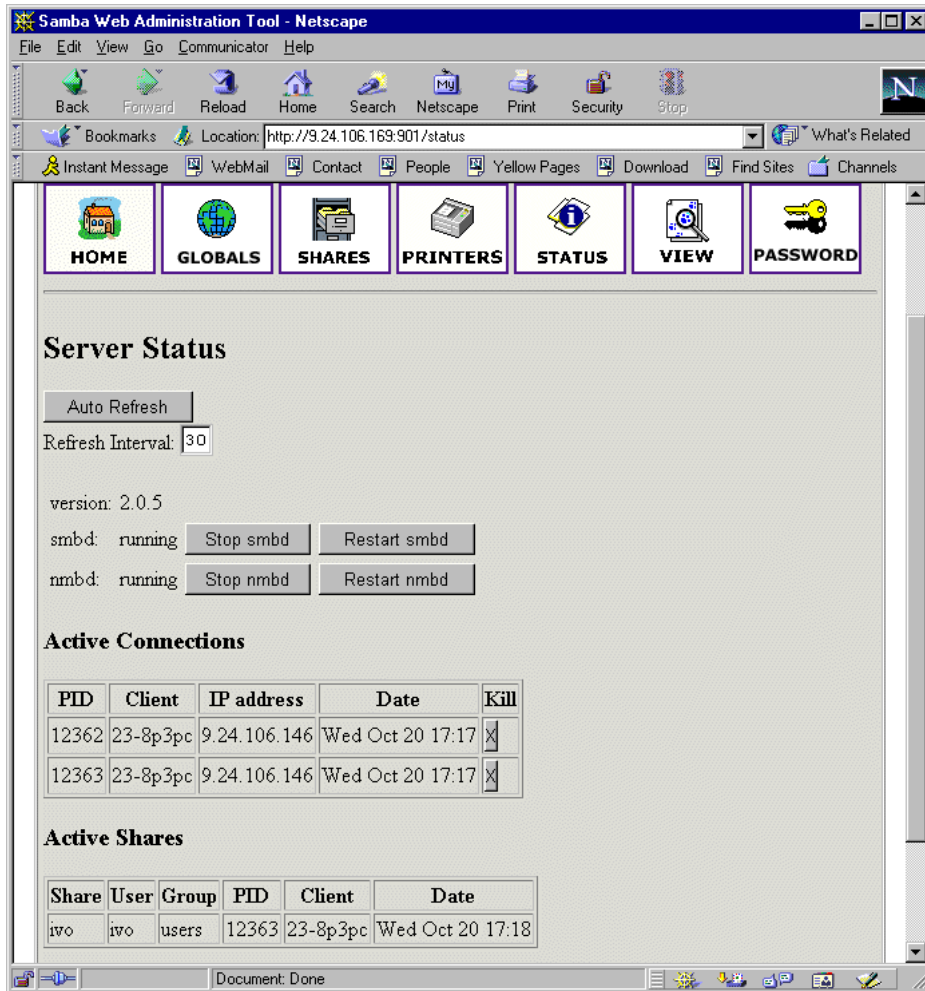 Samba Web Administration Tool - Netscape
File Edit View Go Communicator Help
My
N
Back Forward Reload Home Search Netscape Print Security Stop
Bookmarks Location: http://9.24.106.169:901/status What's Related
Instant Message WebMail Contact People Yellow Pages Download Find Sites Channels
HOME GLOBALS SHARES PRINTERS STATUS VIEW PASSWORD
Server Status
Auto Refresh
Refresh Interval: 30
version: 2.0.5
smbd: running Stop smbd Restart smbd
nmbd: running Stop nmbd Restart nmbd
Active Connections
PID Client IP address Date Kill
12362 23-8p3pc 9.24.106.146 Wed Oct 20 17:17 X
12363 23-8p3pc 9.24.106.146 Wed Oct 20 17:17 X
Active Shares
Share User Group PID Client Date
ivo ivo users 12363 23-8p3pc Wed Oct 20 17:18
Document: Done